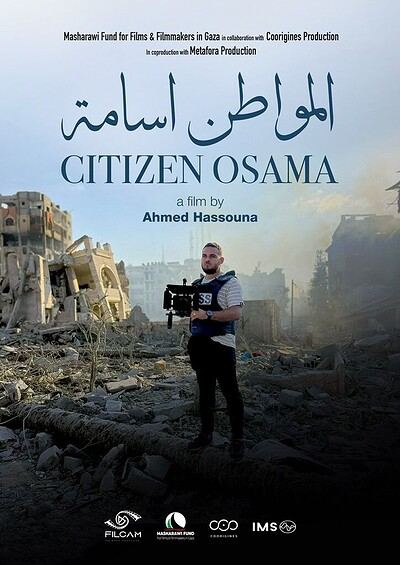 Masharawi Fund for Films & Filmmakers in Gaza in collaboration with Coorigines Production
In coproduction with Metafora Production
المواطن اسامة
CITIZEN OSAMA
a film by
Ahmed Hassouna
FILCAM
MASHARAWI FUND
COORIGINES
IMS